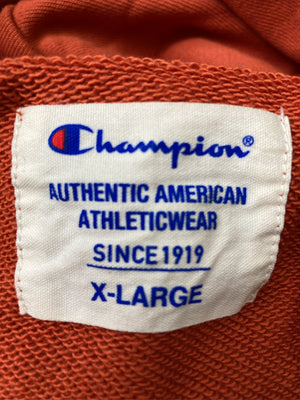 Champion®
AUTHENTIC AMERICAN
ATHLETICWEAR
SINCE 1919
X-LARGE